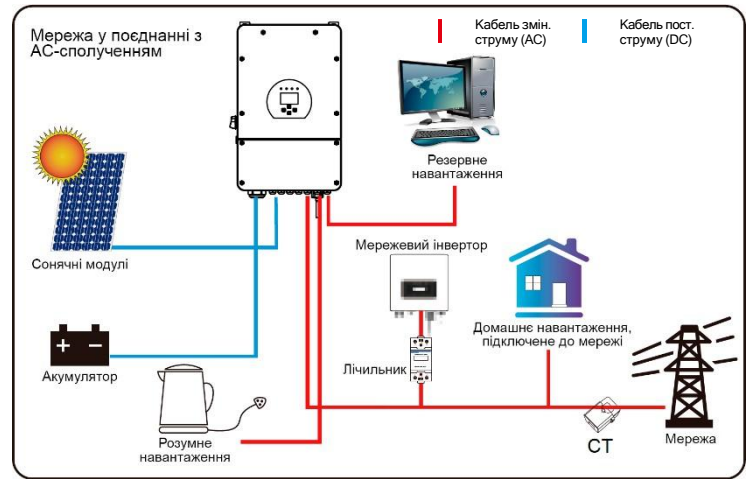 Мережа у поєднанні з
АС-сполученням
Кабель змін.
струму (AC)
Кабель пост.
струму (DC)
Резервне
навантаження
Сонячні модулі
Мережевий інвертор
Домашнє навантаження,
підключене до мережі
Лічильник
Акумулятор
Розумне
навантаження
CT
Мережа